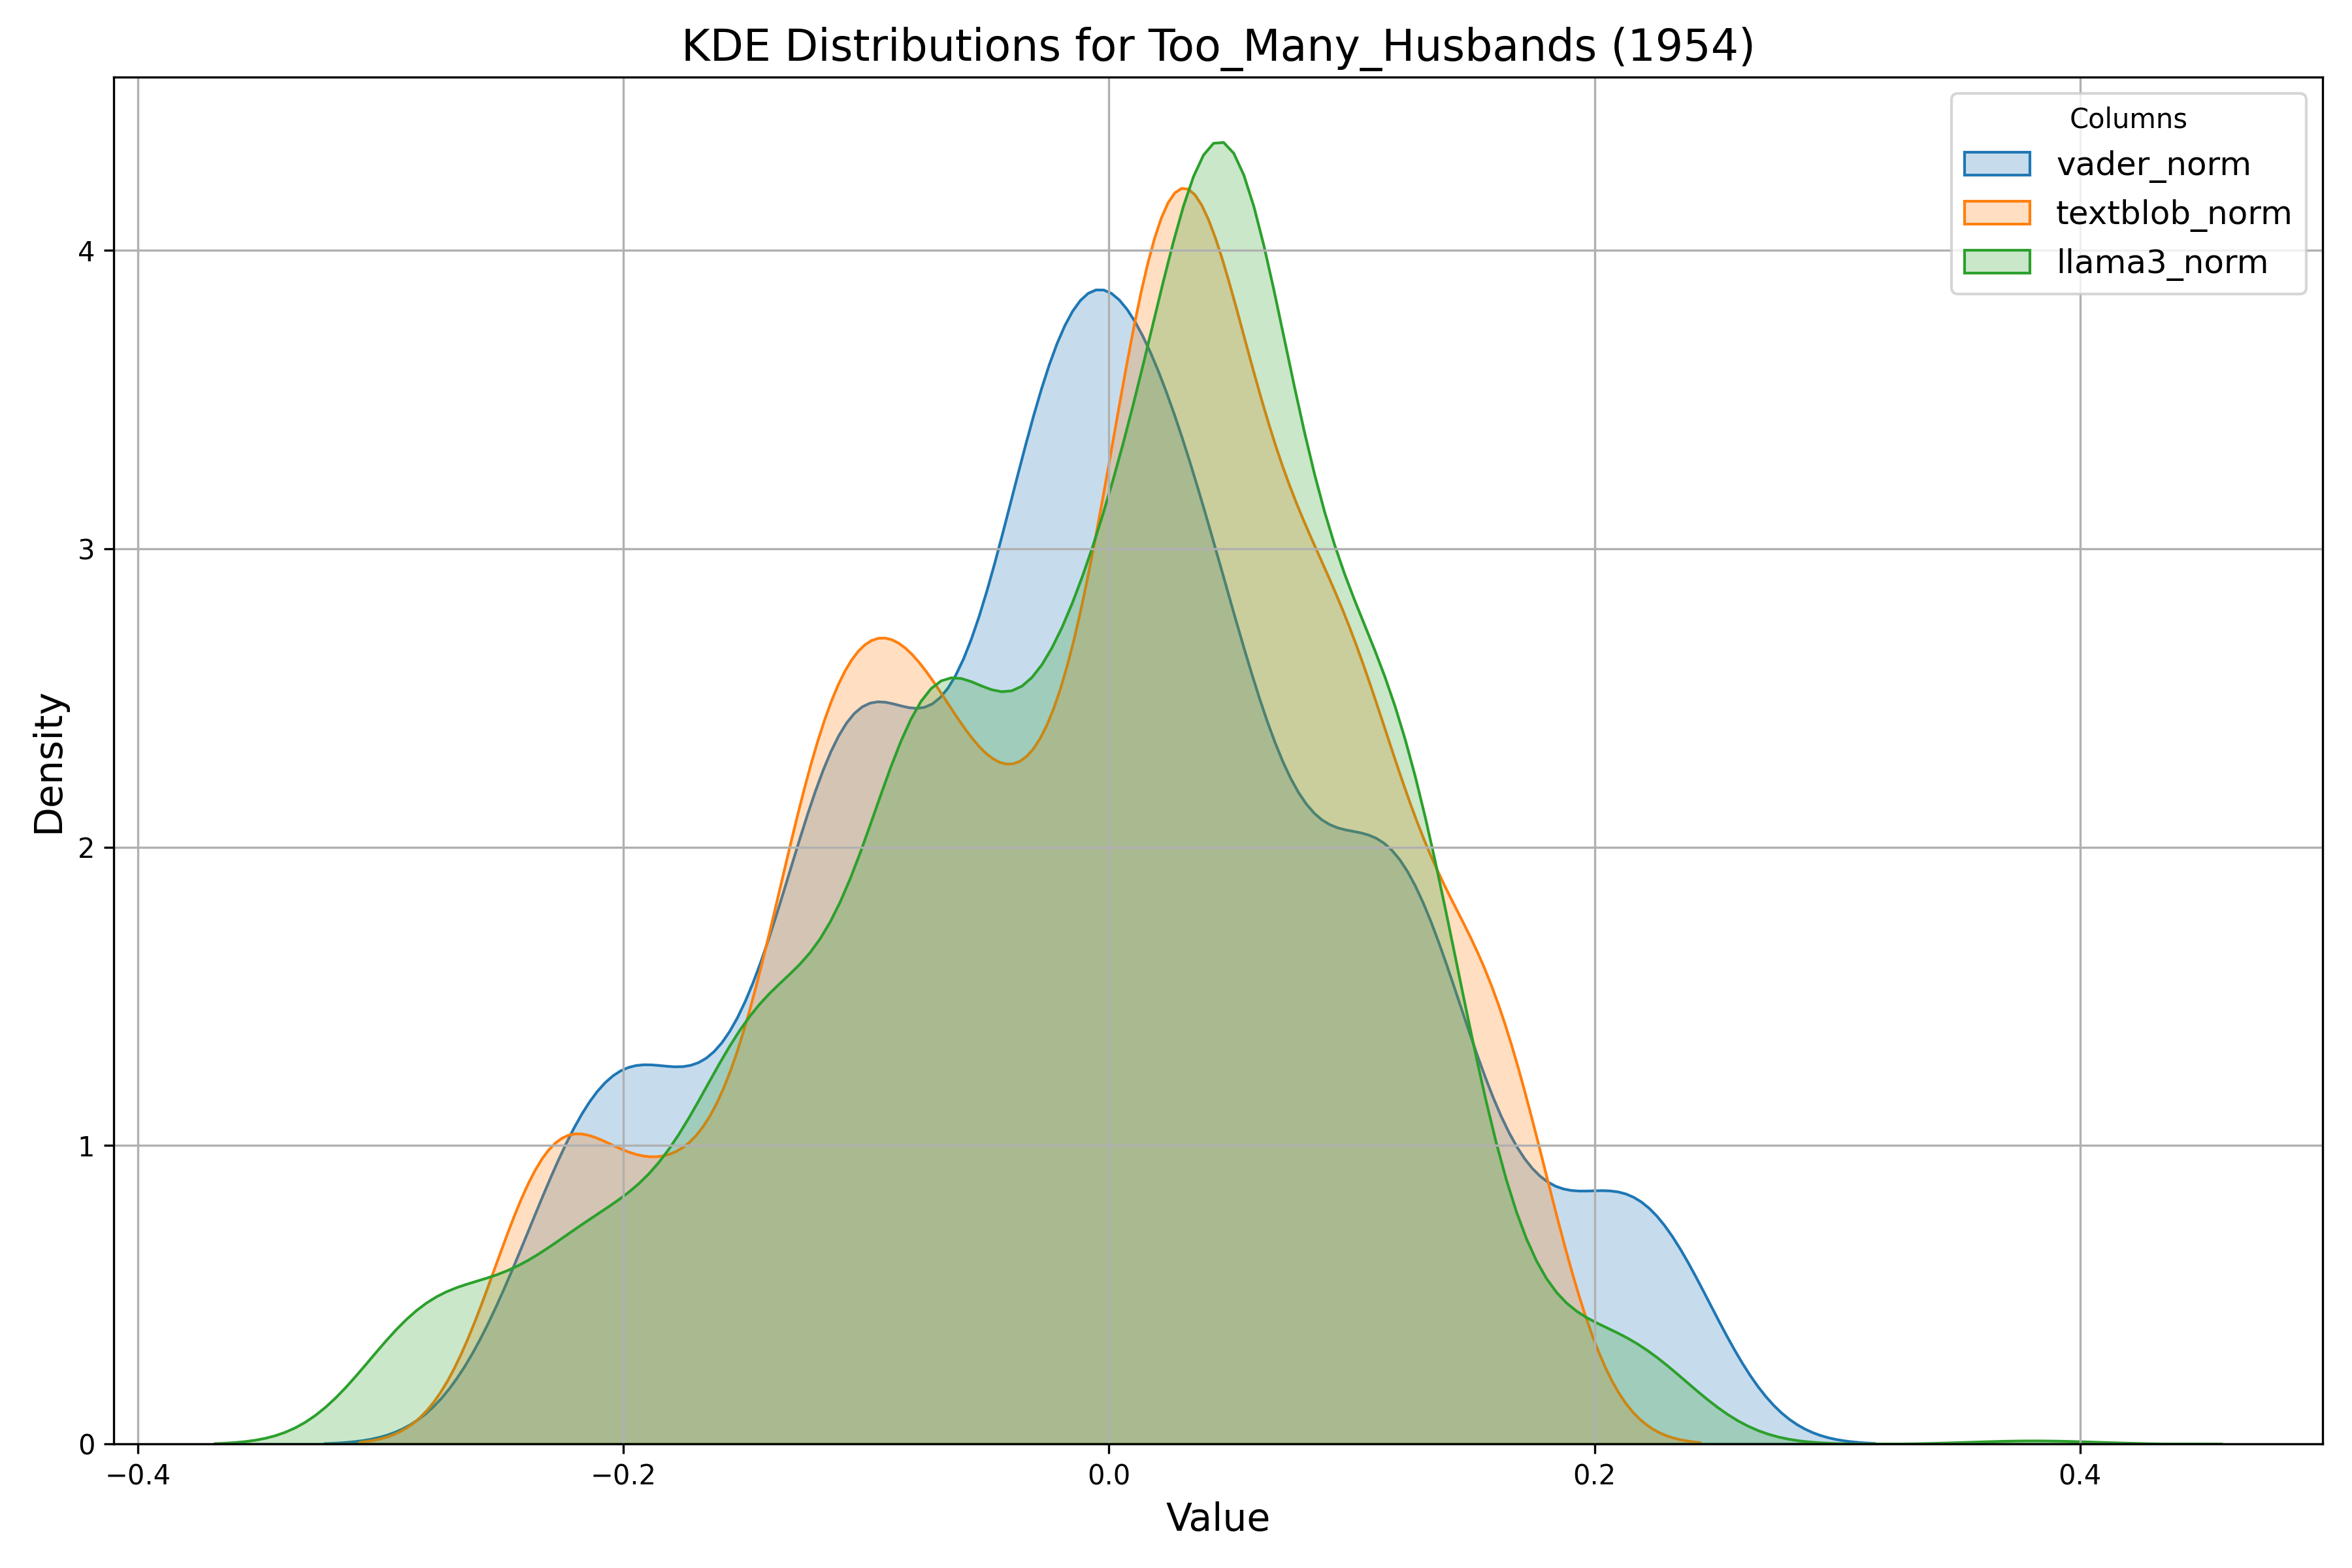 KDE Distributions for Too_Many_Husbands (1954)
Columns
vader_norm
textblob_norm
llama3_norm
Density
4
3
2
1
0
−0.4
−0.2
0.0
0.2
0.4
Value